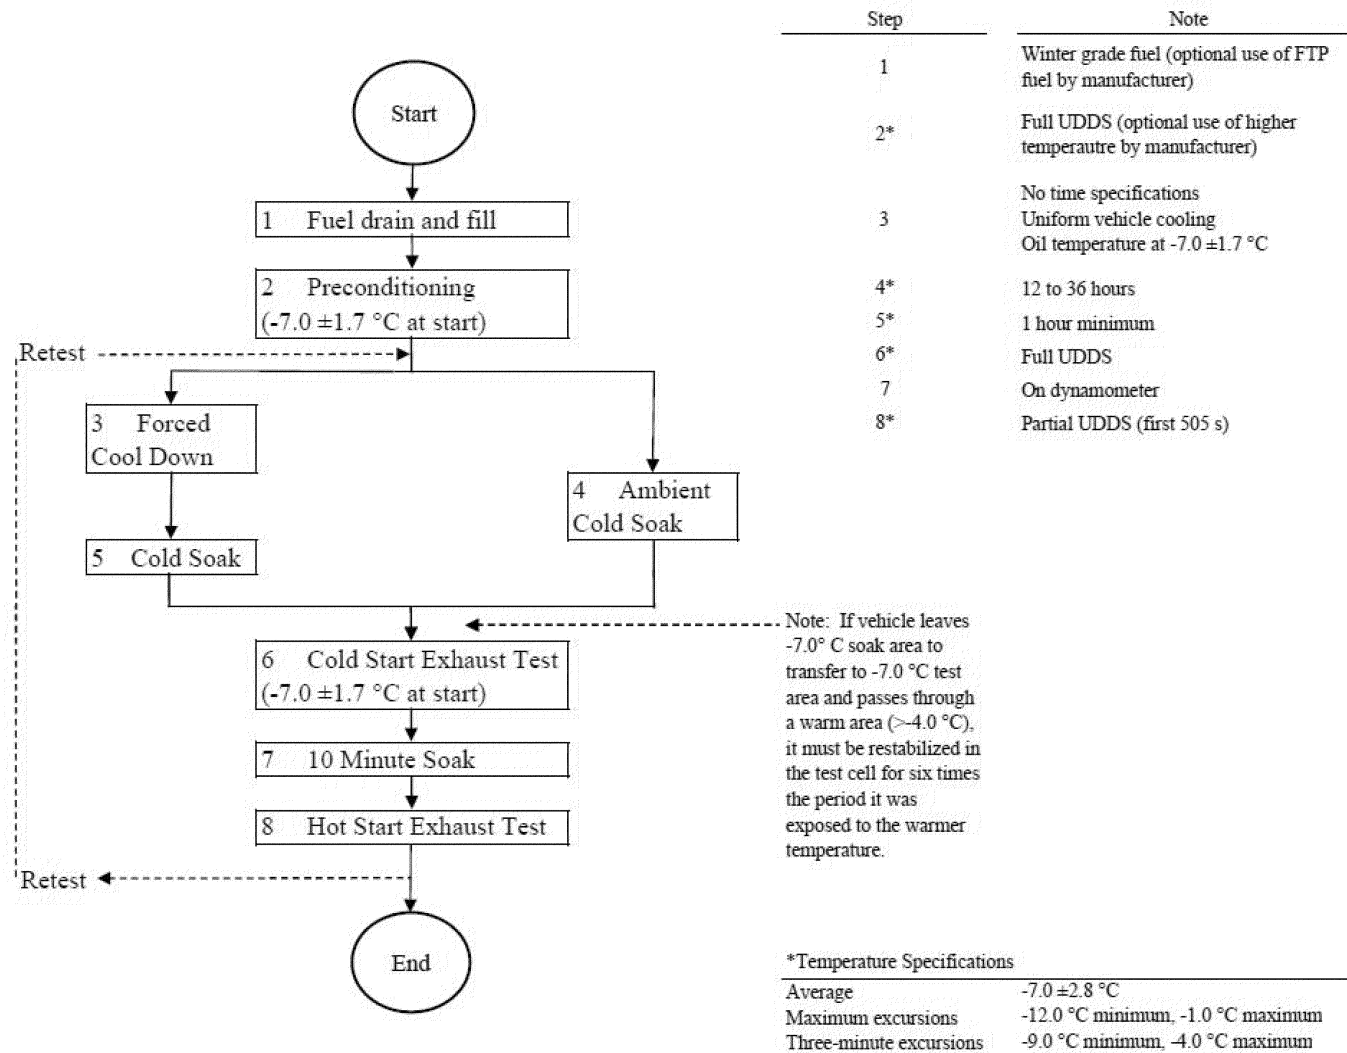 Start
1 Fuel drain and fill
2 Preconditioning
(-7.0 ±1.7 °C at start)
Retest
3 Forced
Cool Down
4 Ambient
Cold Soak
5 Cold Soak
6 Cold Start Exhaust Test
(-7.0 ±1.7 °C at start)
7 10 Minute Soak
8 Hot Start Exhaust Test
Retest
End
Step Note
1 Winter grade fuel (optional use of FTP
fuel by manufacturer)
2* Full UDDS (optional use of higher
temperautre by manufacturer)
No time specifications
3 Uniform vehicle cooling
Oil temperature at -7.0 ±1.7 °C
4* 12 to 36 hours
5* 1 hour minimum
6* Full UDDS
7 On dynamometer
8* Partial UDDS (first 505 s)
Note: If vehicle leaves
-7.0° C soak area to
transfer to -7.0 °C test
area and passes through
a warm area (>-4.0 °C),
it must be restabilized in
the test cell for six times
the period it was
exposed to the warmer
temperature.
*Temperature Specifications
Average -7.0 ±2.8 °C
Maximum excursions -12.0 °C minimum, -1.0 °C maximum
Three-minute excursions -9.0 °C minimum, -4.0 °C maximum